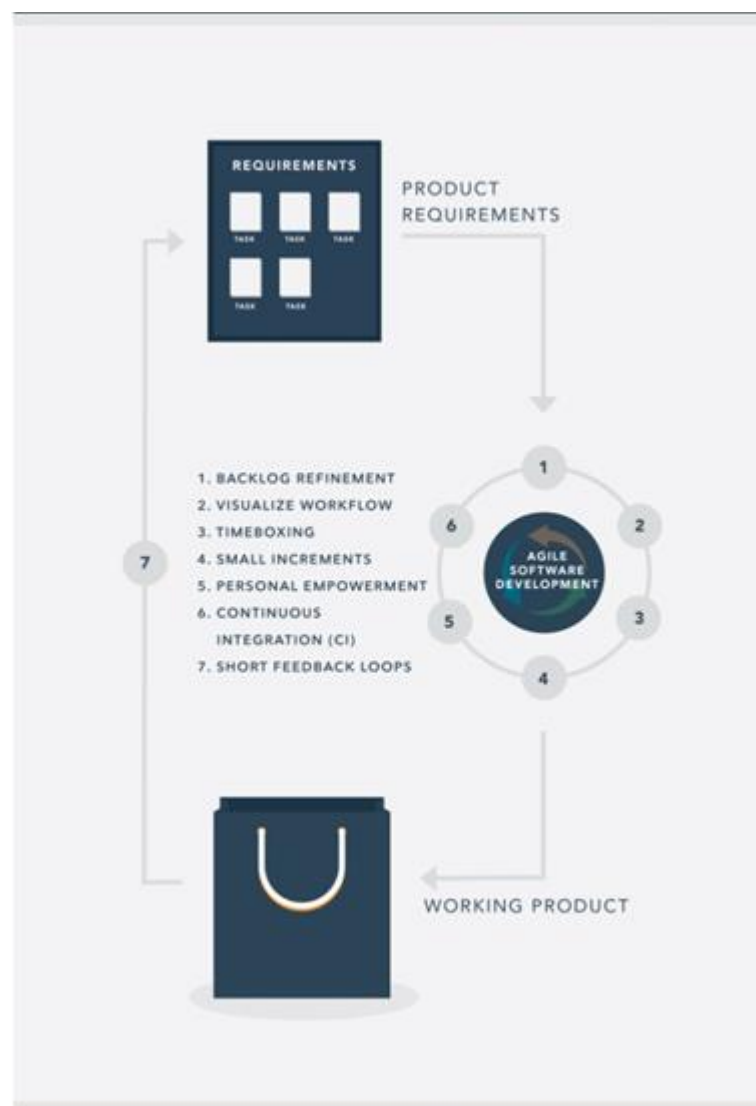 REQUIREMENTS
TASK
TASK
TASK
TASK
TASK
PRODUCT
REQUIREMENTS
1
2
3
4
5
6
AGILE
SOFTWARE
DEVELOPMENT
1. BACKLOG REFINEMENT
2. VISUALIZE WORKFLOW
3. TIMEBOXING
4. SMALL INCREMENTS
5. PERSONAL EMPOWERMENT
6. CONTINUOUS
INTEGRATION (CI)
7. SHORT FEEDBACK LOOPS
7
WORKING PRODUCT